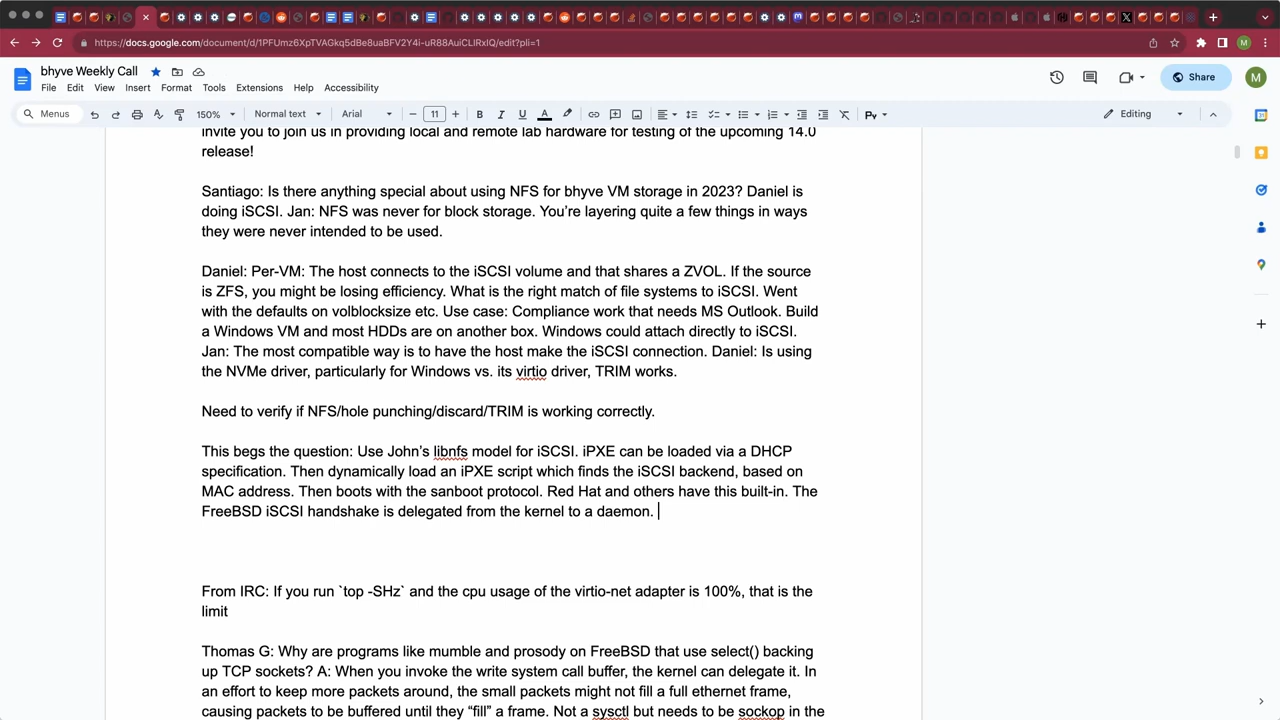 https://docs.google.com/document/d/1PFUmz6XpTVAGkq5dBe8uaBFV2Y4i-uR88AuiCLIRxIQ/edit?pli=1
M
bhyve Weekly Call
Share
M
File Edit View Insert Format Tools Extensions Help Accessibility
Menus 150% Normal text Arial 11 B I U A Editing
invite you to join us in providing local and remote lab hardware for testing of the upcoming 14.0
release!
Santiago: Is there anything special about using NFS for bhyve VM storage in 2023? Daniel is
doing iSCSI. Jan: NFS was never for block storage. You’re layering quite a few things in ways
they were never intended to be used.
Daniel: Per-VM: The host connects to the iSCSI volume and that shares a ZVOL. If the source
is ZFS, you might be losing efficiency. What is the right match of file systems to iSCSI. Went
with the defaults on volblocksize etc. Use case: Compliance work that needs MS Outlook. Build
a Windows VM and most HDDs are on another box. Windows could attach directly to iSCSI.
Jan: The most compatible way is to have the host make the iSCSI connection. Daniel: Is using
the NVMe driver, particularly for Windows vs. its virtio driver, TRIM works.
Need to verify if NFS/hole punching/discard/TRIM is working correctly.
This begs the question: Use John’s libnfs model for iSCSI. iPXE can be loaded via a DHCP
specification. Then dynamically load an iPXE script which finds the iSCSI backend, based on
MAC address. Then boots with the sanboot protocol. Red Hat and others have this built-in. The
FreeBSD iSCSI handshake is delegated from the kernel to a daemon.
From IRC: If you run `top -SHz` and the cpu usage of the virtio-net adapter is 100%, that is the
limit
Thomas G: Why are programs like mumble and prosody on FreeBSD that use select() backing
up TCP sockets? A: When you invoke the write system call buffer, the kernel can delegate it. In
an effort to keep more packets around, the small packets might not fill a full ethernet frame,
causing packets to be buffered until they “fill” a frame. Not a sysctl but needs to be sockop in the